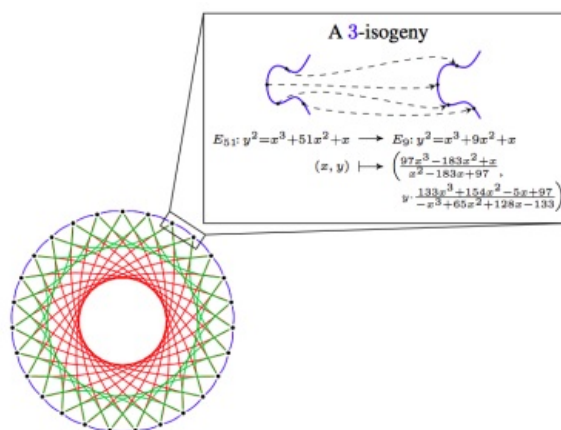 A 3-isogeny
E₅₁: y²=x³+51x²+x ⟶ E₉: y²=x³+9x²+x
(x, y) ⟼ ( (97x³−183x²+x)/(x²−183x+97) ,
y· (133x³+154x²−5x+97)/(−x³+65x²+128x−133) )